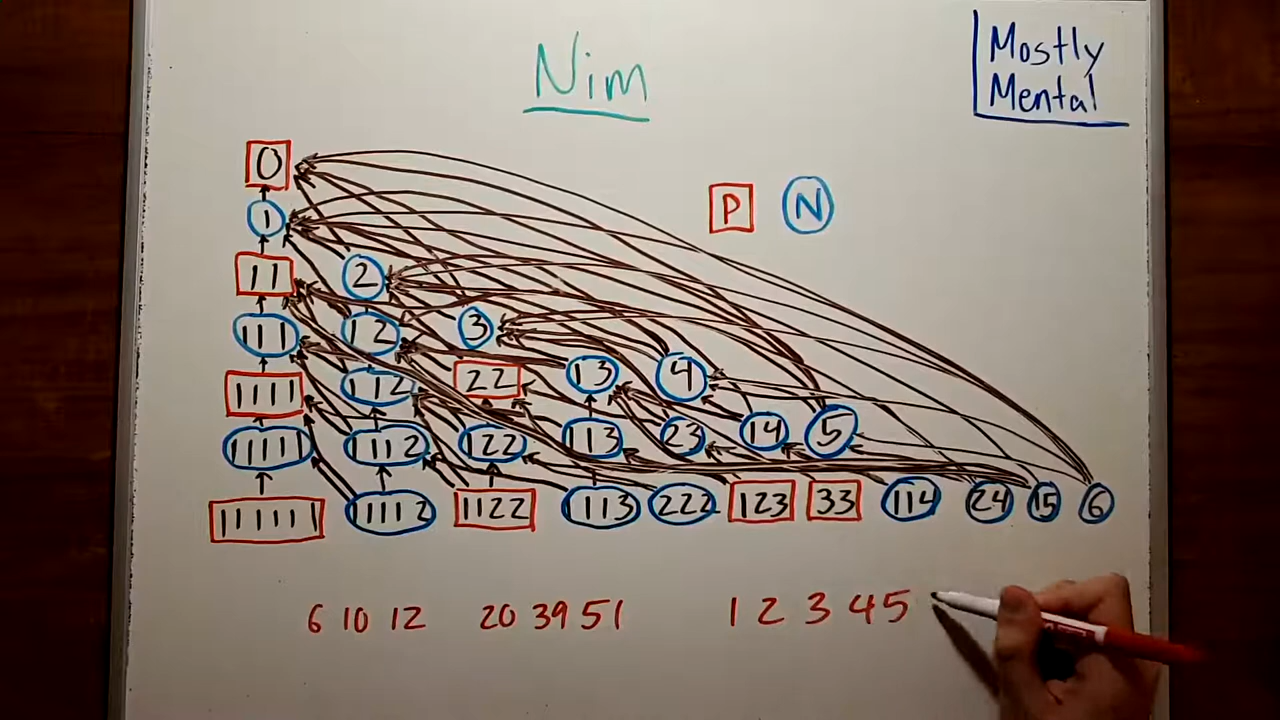 Mostly
Mental
Nim
0
P N
1
11 2
111 12 3
1111 112 22 13 4
11111 1112 122 113 23 14 5
111111 11112 1122 1113 222 123 33 114 24 15 6
6 10 12 20 39 51 1 2 3 4 5